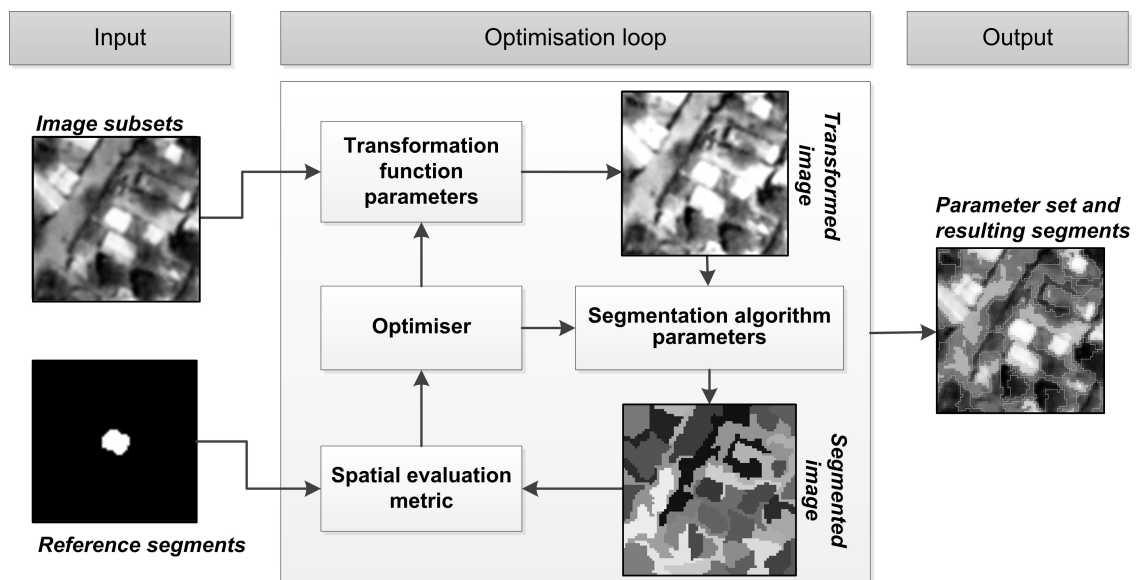 Input
Optimisation loop
Output
Image subsets
Transformation
function
parameters
Transformed
image
Parameter set and
resulting segments
Optimiser
Segmentation algorithm
parameters
Spatial evaluation
metric
Segmented
image
Reference segments